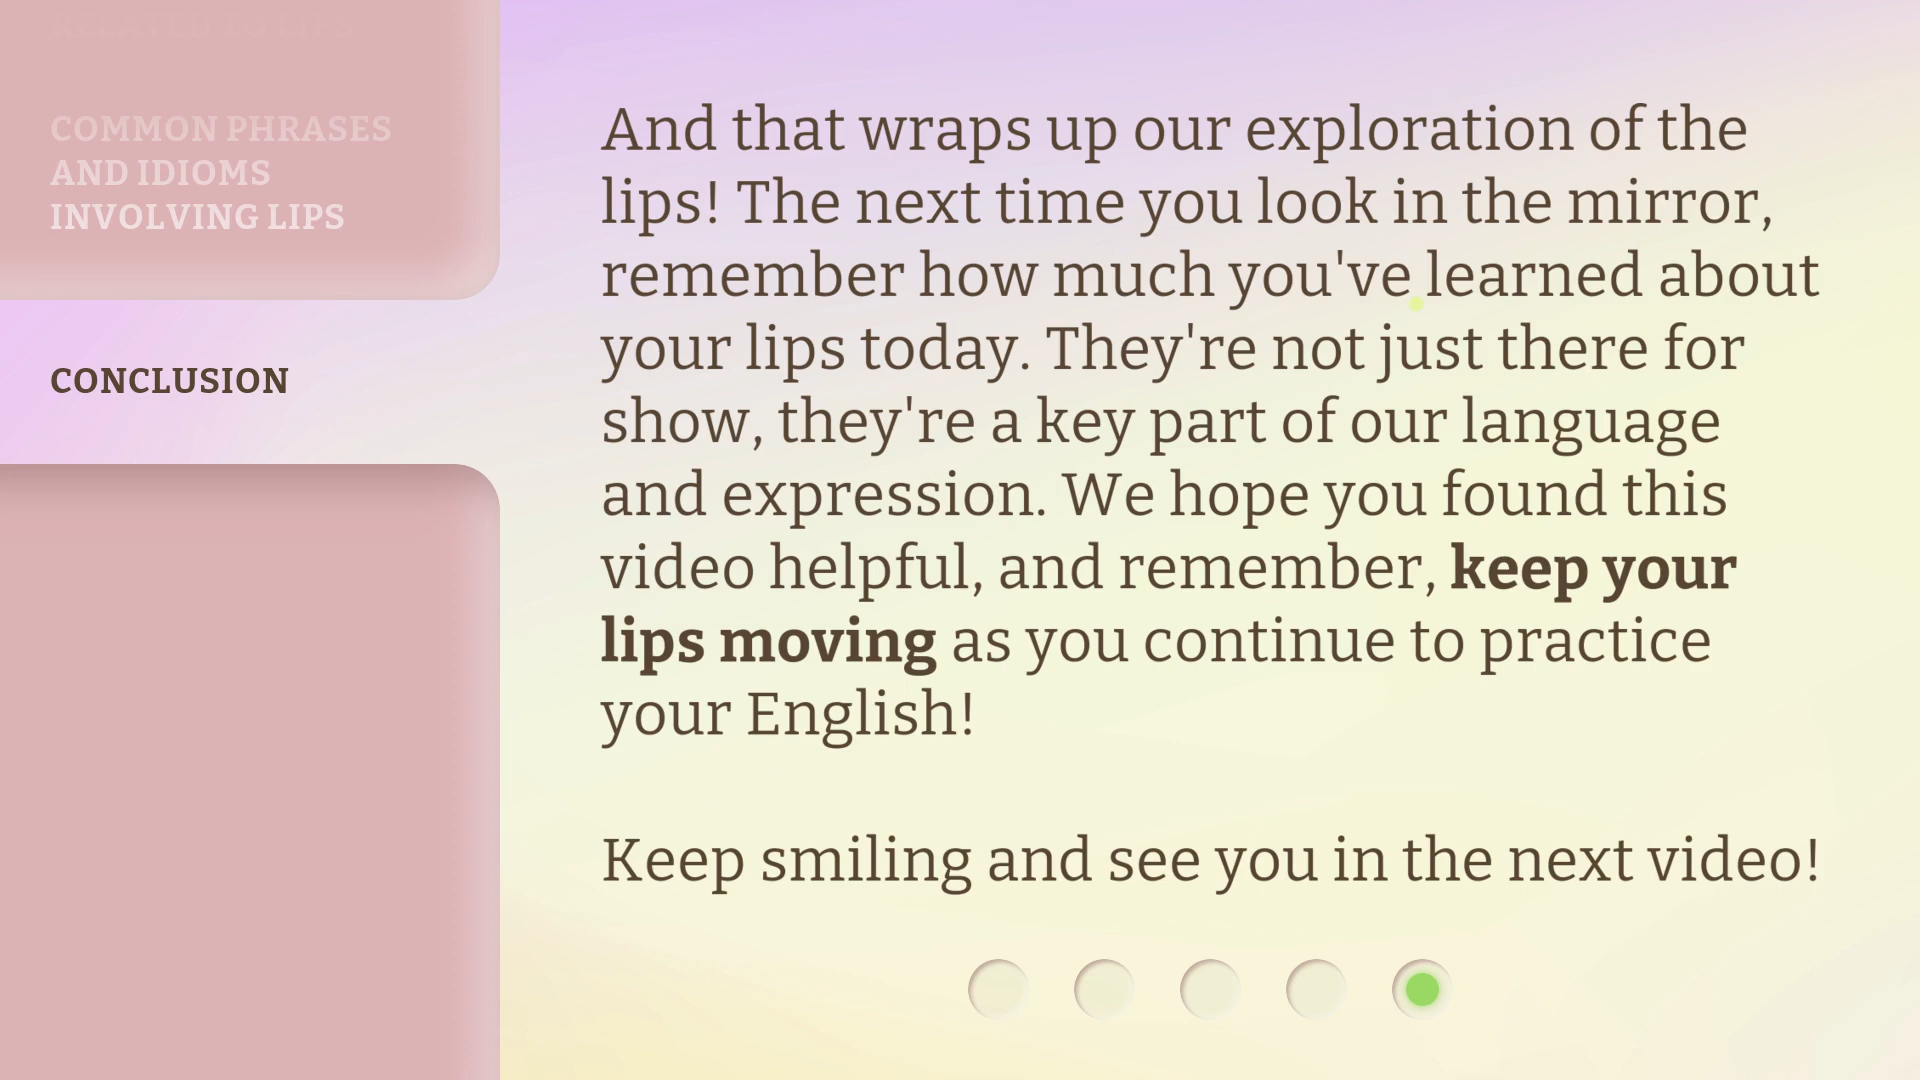 RELATED TO LIPS
COMMON PHRASES
AND IDIOMS
INVOLVING LIPS
CONCLUSION
And that wraps up our exploration of the
lips! The next time you look in the mirror,
remember how much you've learned about
your lips today. They're not just there for
show, they're a key part of our language
and expression. We hope you found this
video helpful, and remember, keep your
lips moving as you continue to practice
your English!
Keep smiling and see you in the next video!